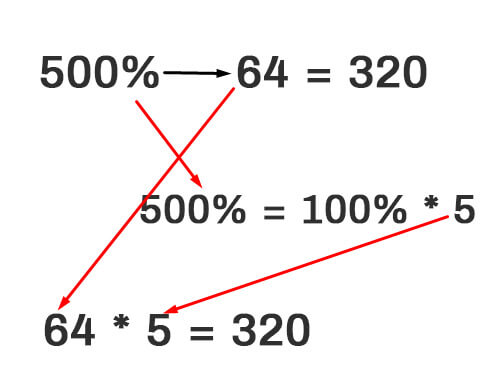 500% → 64 = 320
500% = 100% * 5
64 * 5 = 320